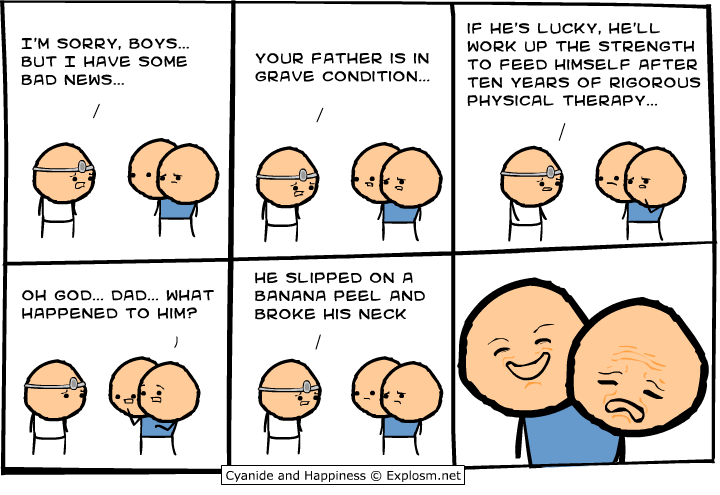 I'M SORRY, BOYS...
BUT I HAVE SOME
BAD NEWS...
YOUR FATHER IS IN
GRAVE CONDITION...
IF HE'S LUCKY, HE'LL
WORK UP THE STRENGTH
TO FEED HIMSELF AFTER
TEN YEARS OF RIGOROUS
PHYSICAL THERAPY...
OH GOD... DAD... WHAT
HAPPENED TO HIM?
HE SLIPPED ON A
BANANA PEEL AND
BROKE HIS NECK
Cyanide and Happiness © Explosm.net